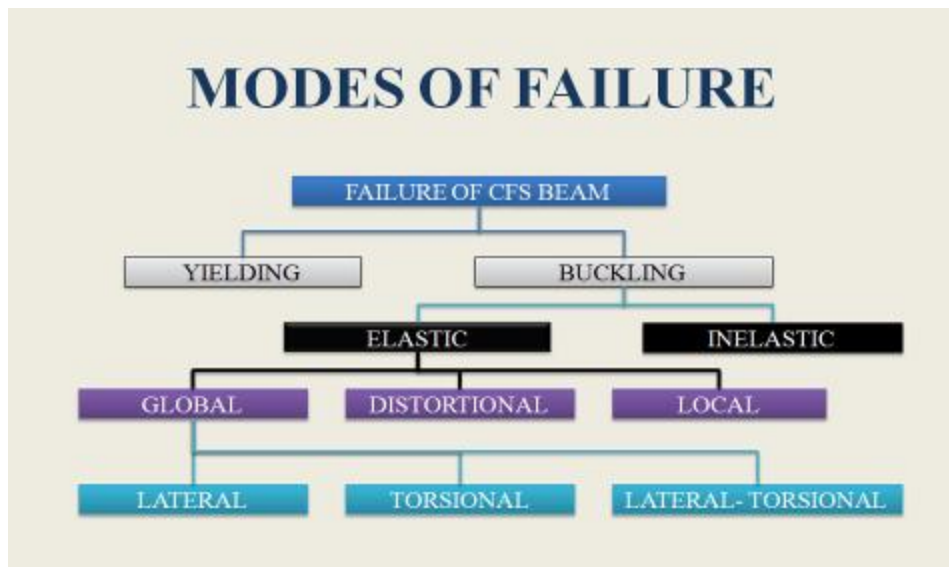 MODES OF FAILURE
FAILURE OF CFS BEAM
YIELDING
BUCKLING
ELASTIC
INELASTIC
GLOBAL
DISTORTIONAL
LOCAL
LATERAL
TORSIONAL
LATERAL- TORSIONAL